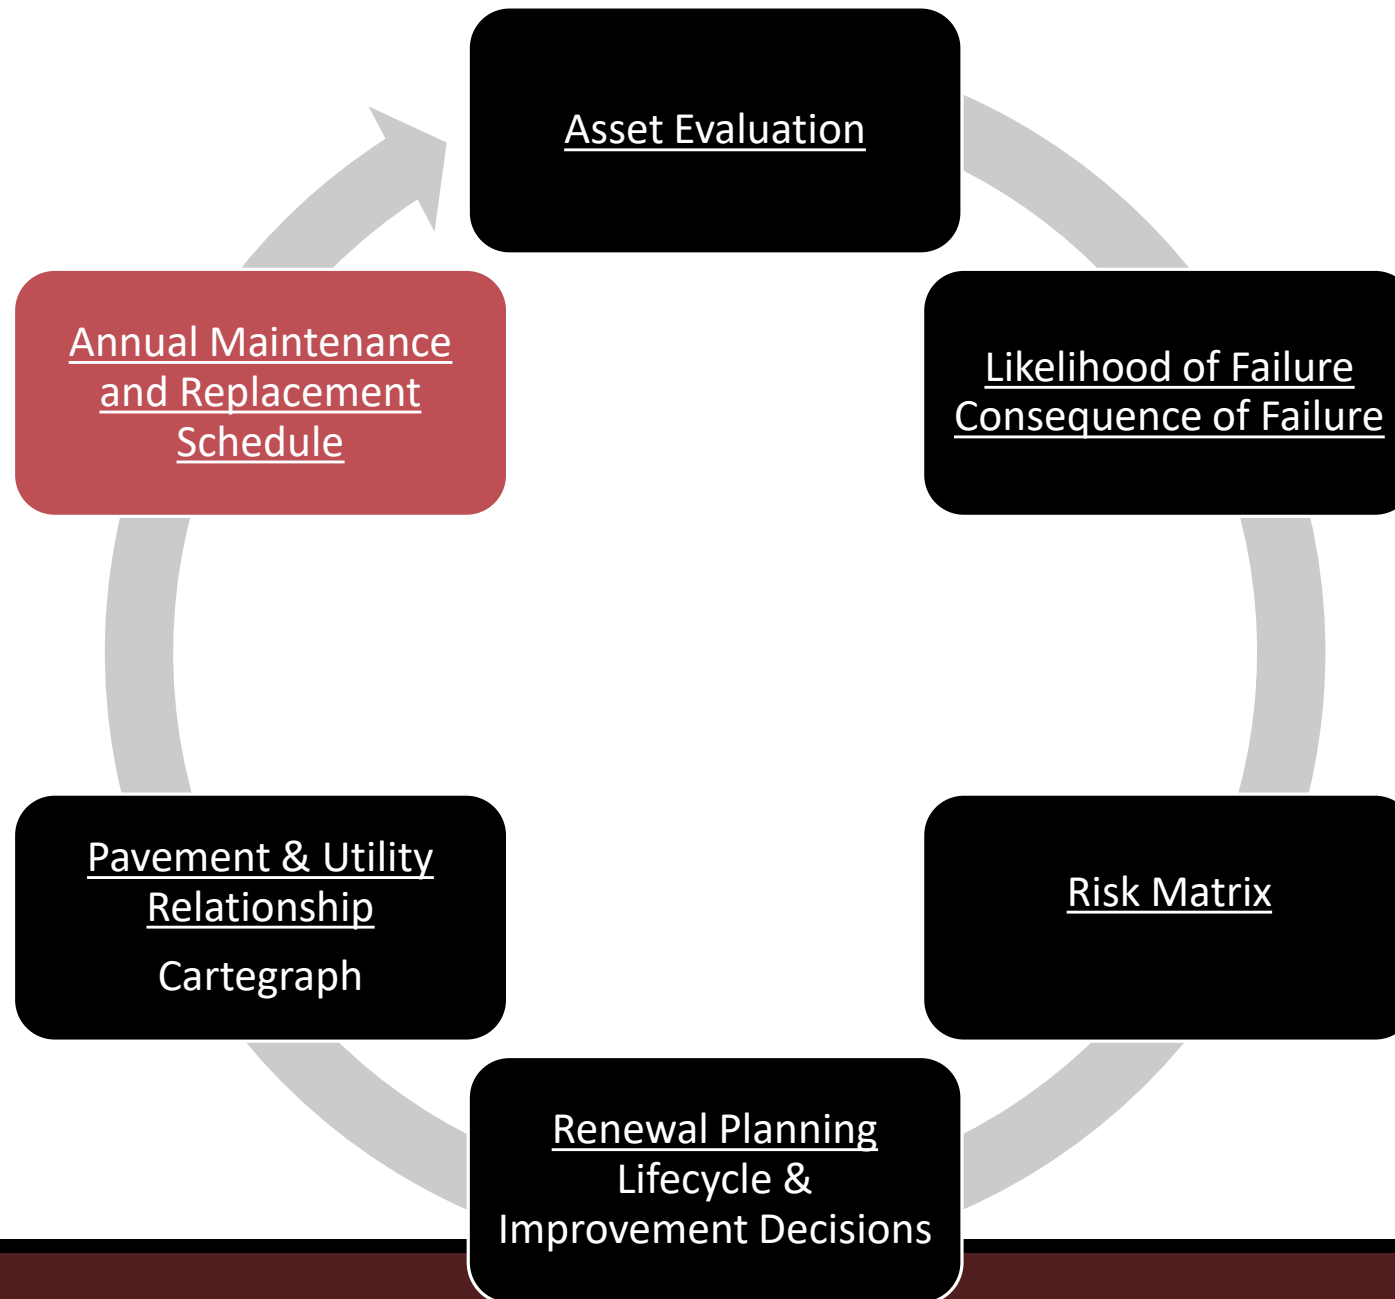 Asset Evaluation
Likelihood of Failure
Consequence of Failure
Risk Matrix
Renewal Planning
Lifecycle &
Improvement Decisions
Pavement & Utility
Relationship
Cartegraph
Annual Maintenance
and Replacement
Schedule